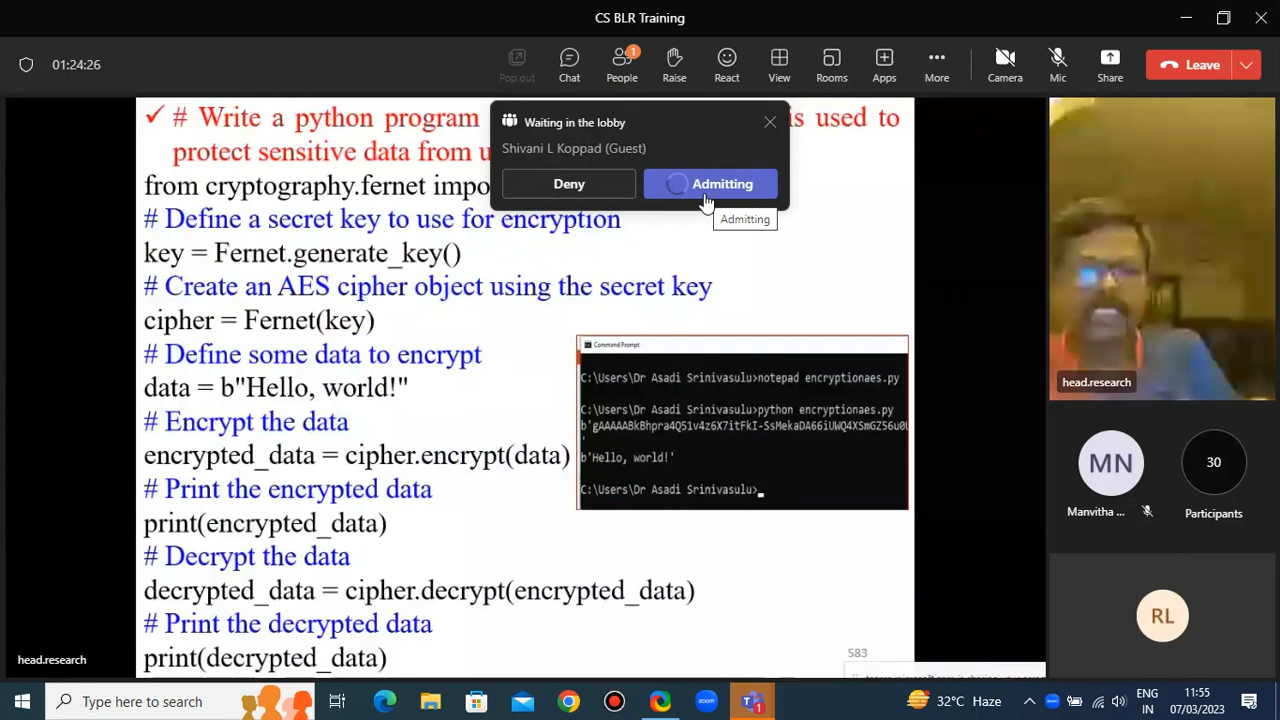 CS BLR Training
01:24:26
Pop out
Chat
1
People
Raise
React
View
Rooms
Apps
More
Camera
Mic
Share
Leave
Waiting in the lobby
Shivani L Koppad (Guest)
Deny
Admitting
Admitting
✓ # Write a python program is used to
protect sensitive data from u
from cryptography.fernet impo
# Define a secret key to use for encryption
key = Fernet.generate_key()
# Create an AES cipher object using the secret key
cipher = Fernet(key)
# Define some data to encrypt
data = b"Hello, world!"
# Encrypt the data
encrypted_data = cipher.encrypt(data)
# Print the encrypted data
print(encrypted_data)
# Decrypt the data
decrypted_data = cipher.decrypt(encrypted_data)
# Print the decrypted data
print(decrypted_data)
583
Command Prompt
C:\Users\Dr Asadi Srinivasulu>notepad encryptionaes.py
C:\Users\Dr Asadi Srinivasulu>python encryptionaes.py
'
b'Hello, world!'
C:\Users\Dr Asadi Srinivasulu>
head.research
head.research
MN
Manvitha ...
30
Participants
RL
Type here to search
1
32°C Haze
ENG
IN
11:55
07/03/2023